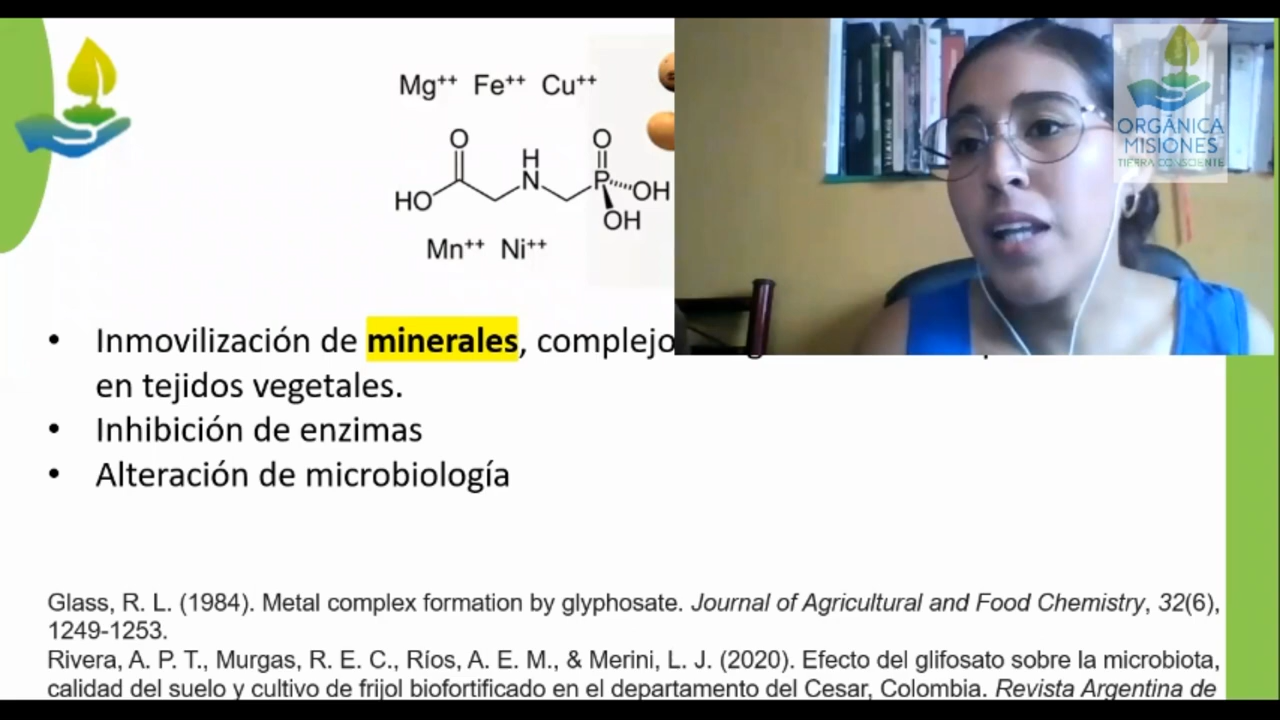 Mg⁺⁺ Fe⁺⁺ Cu⁺⁺
O
O
H
HO
N
P
OH
OH
Mn⁺⁺ Ni⁺⁺
ORGÁNICA
MISIONES
TIERRA CONSCIENTE
• Inmovilización de minerales, complejo
en tejidos vegetales.
• Inhibición de enzimas
• Alteración de microbiología
Glass, R. L. (1984). Metal complex formation by glyphosate. Journal of Agricultural and Food Chemistry, 32(6),
1249-1253.
Rivera, A. P. T., Murgas, R. E. C., Ríos, A. E. M., & Merini, L. J. (2020). Efecto del glifosato sobre la microbiota,
calidad del suelo y cultivo de frijol biofortificado en el departamento del Cesar, Colombia. Revista Argentina de